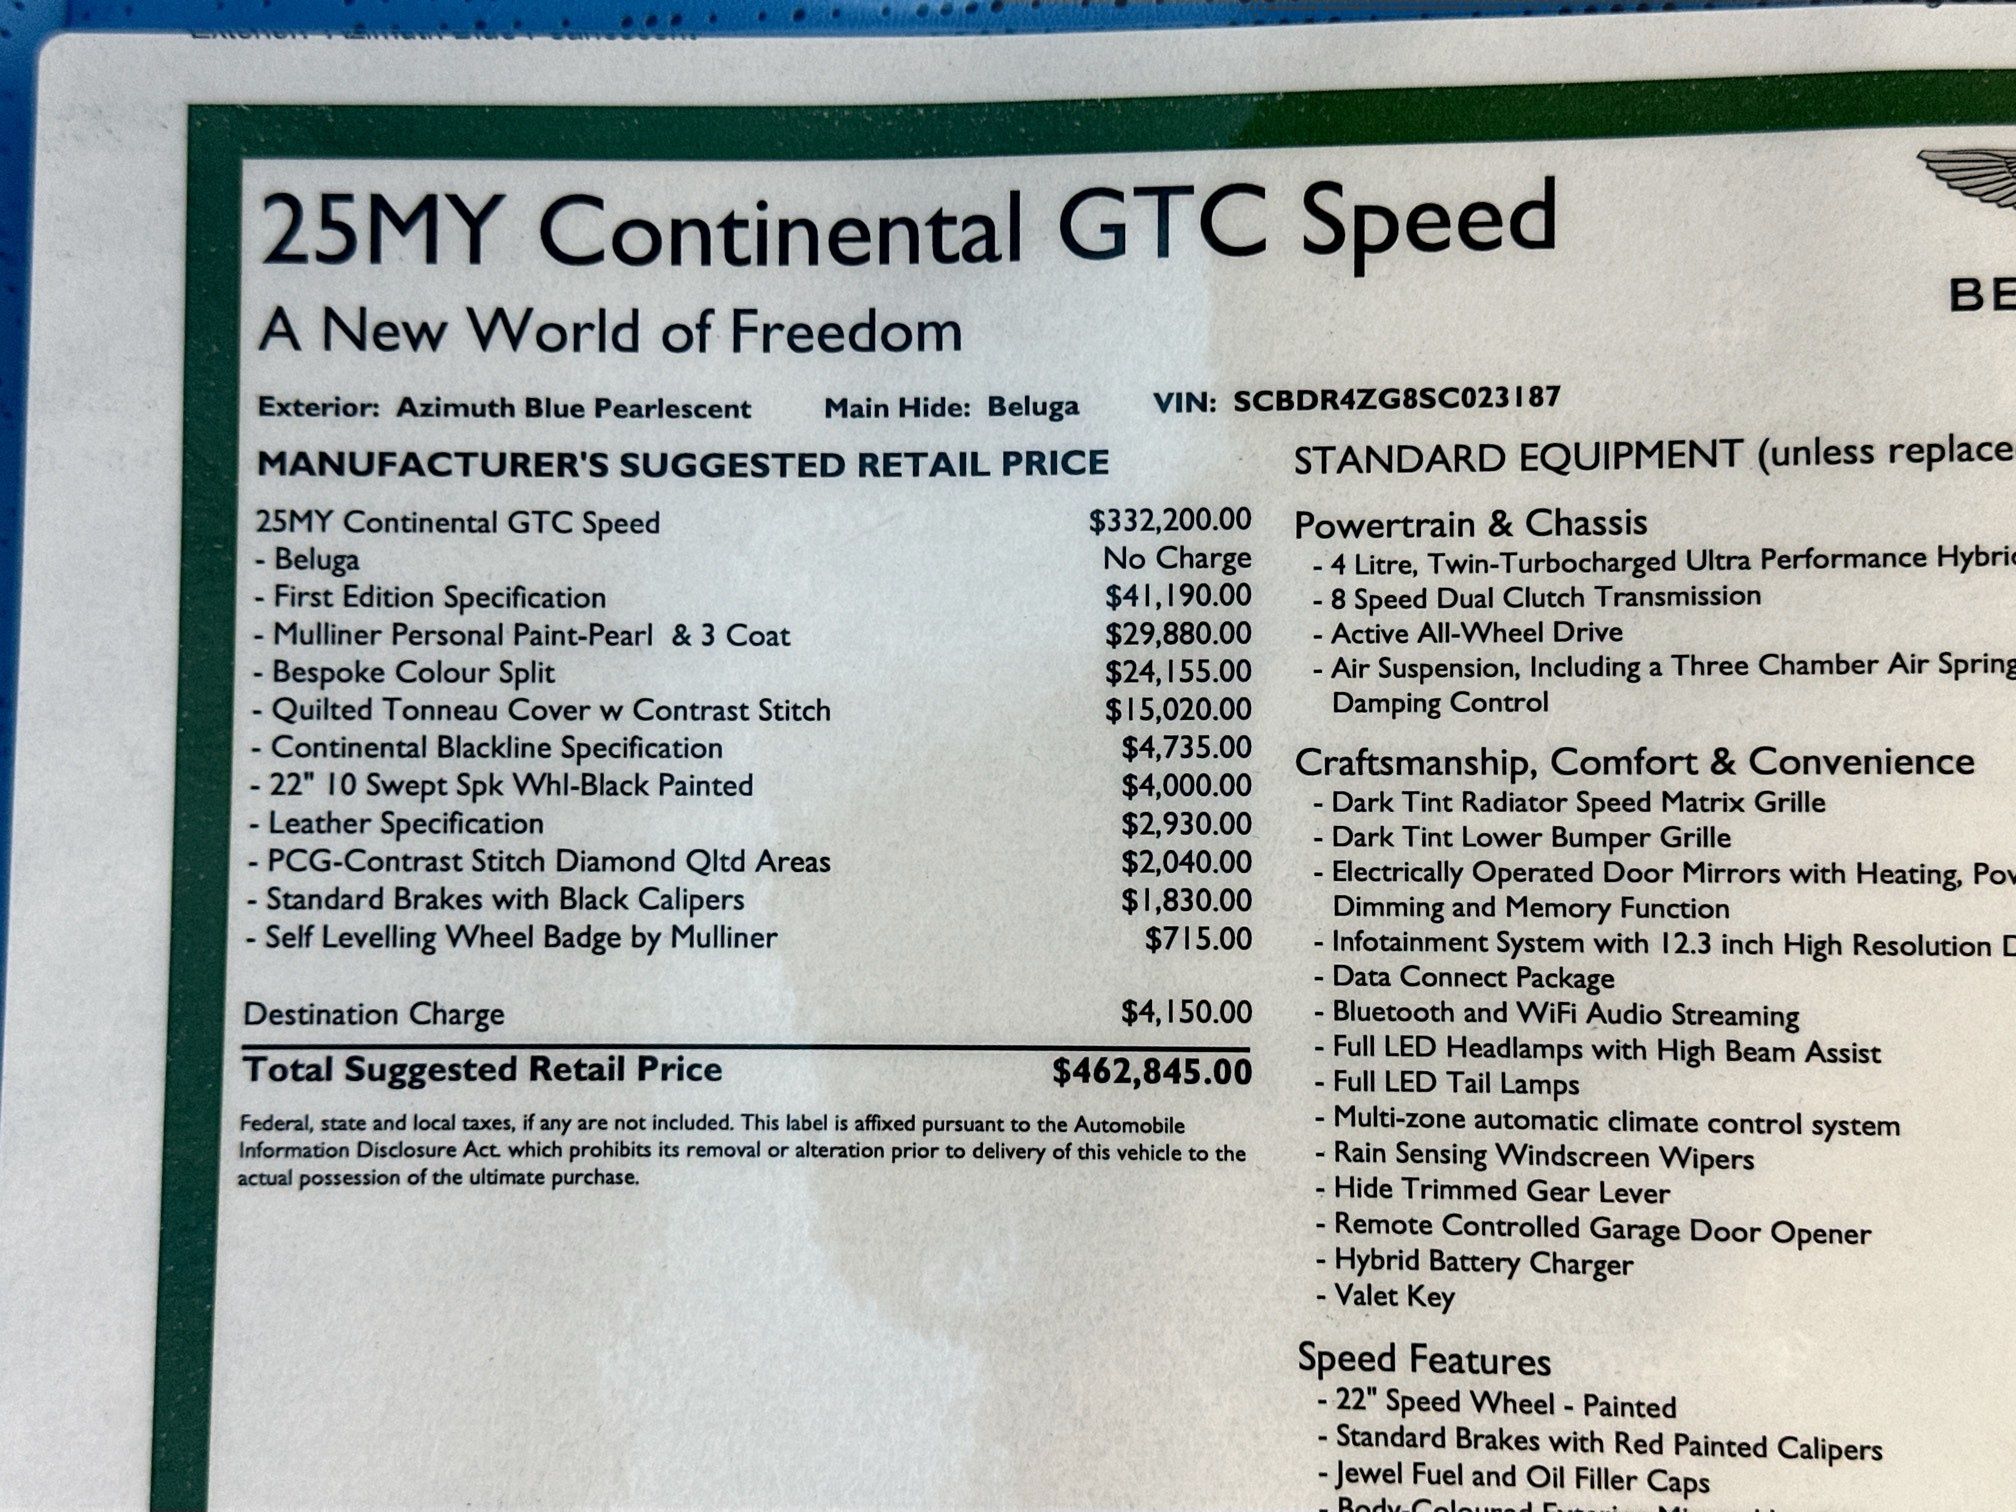 25MY Continental GTC Speed
BE
A New World of Freedom
Exterior: Azimuth Blue Pearlescent Main Hide: Beluga VIN: SCBDR4ZG8SC023187
MANUFACTURER'S SUGGESTED RETAIL PRICE
25MY Continental GTC Speed $332,200.00
- Beluga No Charge
- First Edition Specification $41,190.00
- Mulliner Personal Paint-Pearl & 3 Coat $29,880.00
- Bespoke Colour Split $24,155.00
- Quilted Tonneau Cover w Contrast Stitch $15,020.00
- Continental Blackline Specification $4,735.00
- 22" 10 Swept Spk Whl-Black Painted $4,000.00
- Leather Specification $2,930.00
- PCG-Contrast Stitch Diamond Qltd Areas $2,040.00
- Standard Brakes with Black Calipers $1,830.00
- Self Levelling Wheel Badge by Mulliner $715.00
Destination Charge $4,150.00
Total Suggested Retail Price $462,845.00
Federal, state and local taxes, if any are not included. This label is affixed pursuant to the Automobile
Information Disclosure Act. which prohibits its removal or alteration prior to delivery of this vehicle to the
actual possession of the ultimate purchase.
STANDARD EQUIPMENT (unless replace
Powertrain & Chassis
- 4 Litre, Twin-Turbocharged Ultra Performance Hybri
- 8 Speed Dual Clutch Transmission
- Active All-Wheel Drive
- Air Suspension, Including a Three Chamber Air Spring
Damping Control
Craftsmanship, Comfort & Convenience
- Dark Tint Radiator Speed Matrix Grille
- Dark Tint Lower Bumper Grille
- Electrically Operated Door Mirrors with Heating, Pov
Dimming and Memory Function
- Infotainment System with 12.3 inch High Resolution D
- Data Connect Package
- Bluetooth and WiFi Audio Streaming
- Full LED Headlamps with High Beam Assist
- Full LED Tail Lamps
- Multi-zone automatic climate control system
- Rain Sensing Windscreen Wipers
- Hide Trimmed Gear Lever
- Remote Controlled Garage Door Opener
- Hybrid Battery Charger
- Valet Key
Speed Features
- 22" Speed Wheel - Painted
- Standard Brakes with Red Painted Calipers
- Jewel Fuel and Oil Filler Caps
- Body-Coloured Exterior